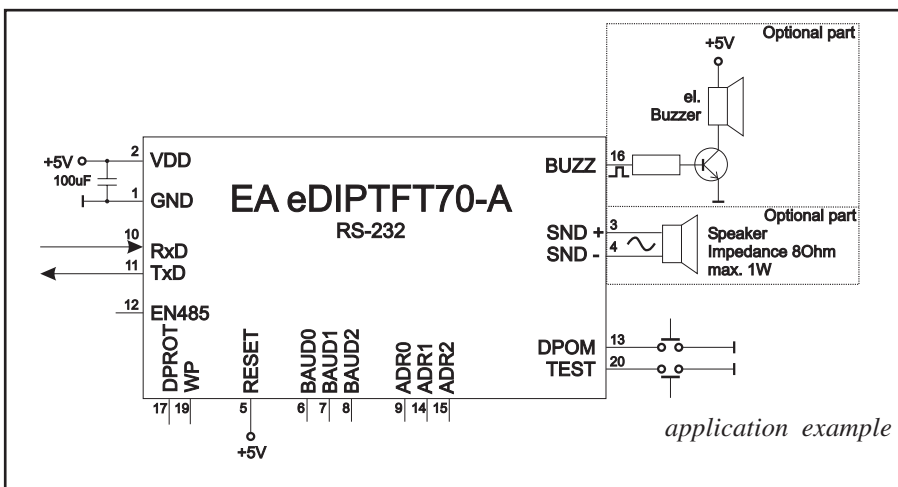 Optional part
+5V
el.
Buzzer
BUZZ 16
+5V 2 VDD
100uF
1 GND
EA eDIPTFT70-A
RS-232
Optional part
SND + 3
SND - 4
Speaker
Impedance 8Ohm
max. 1W
10 RxD
11 TxD
12 EN485
DPROT
WP
RESET
BAUD0
BAUD1
BAUD2
ADR0
ADR1
ADR2
DPOM 13
TEST 20
17 19 5 6 7 8 9 14 15
+5V
application example